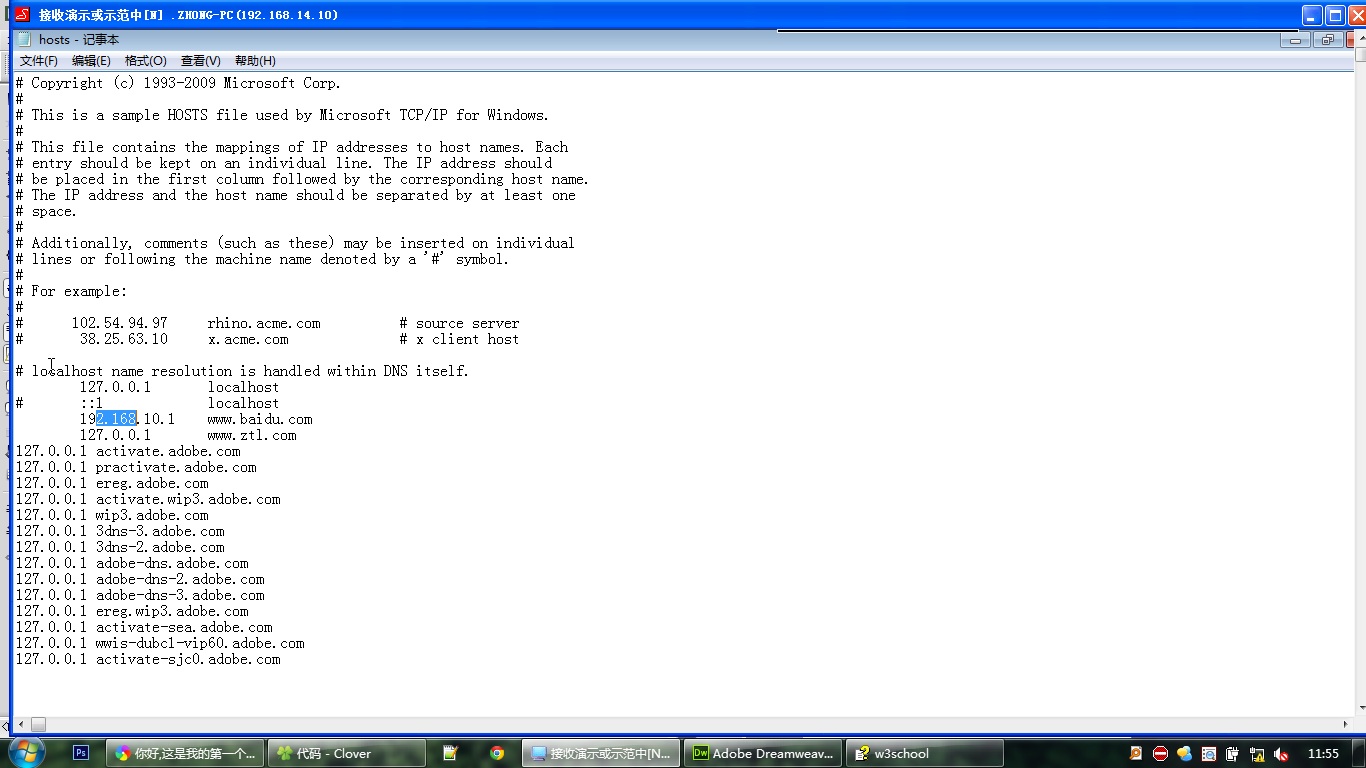 接收演示或示范中[N] .ZHONG-PC(192.168.14.10)
hosts - 记事本
文件(F) 编辑(E) 格式(O) 查看(V) 帮助(H)
# Copyright (c) 1993-2009 Microsoft Corp.
#
# This is a sample HOSTS file used by Microsoft TCP/IP for Windows.
#
# This file contains the mappings of IP addresses to host names. Each
# entry should be kept on an individual line. The IP address should
# be placed in the first column followed by the corresponding host name.
# The IP address and the host name should be separated by at least one
# space.
#
# Additionally, comments (such as these) may be inserted on individual
# lines or following the machine name denoted by a '#' symbol.
#
# For example:
#
#      102.54.94.97     rhino.acme.com          # source server
#       38.25.63.10     x.acme.com              # x client host
# localhost name resolution is handled within DNS itself.
127.0.0.1       localhost
#       ::1             localhost
192.168.10.1    www.baidu.com
127.0.0.1       www.ztl.com
127.0.0.1 activate.adobe.com
127.0.0.1 practivate.adobe.com
127.0.0.1 ereg.adobe.com
127.0.0.1 activate.wip3.adobe.com
127.0.0.1 wip3.adobe.com
127.0.0.1 3dns-3.adobe.com
127.0.0.1 3dns-2.adobe.com
127.0.0.1 adobe-dns.adobe.com
127.0.0.1 adobe-dns-2.adobe.com
127.0.0.1 adobe-dns-3.adobe.com
127.0.0.1 ereg.wip3.adobe.com
127.0.0.1 activate-sea.adobe.com
127.0.0.1 wwis-dubc1-vip60.adobe.com
127.0.0.1 activate-sjc0.adobe.com
Ps 你好,这是我的第一个... 代码 - Clover 接收演示或示范中[N... Dw Adobe Dreamweav... w3school 11:55